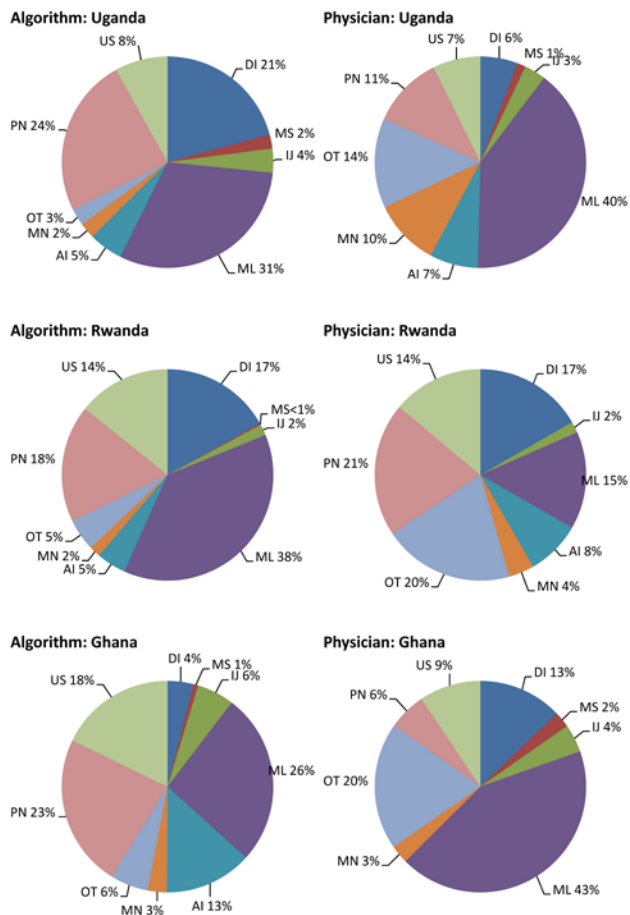 Algorithm: Uganda
US 8%
DI 21%
MS 2%
IJ 4%
ML 31%
AI 5%
MN 2%
OT 3%
PN 24%
Physician: Uganda
US 7%
DI 6%
MS 1%
IJ 3%
ML 40%
AI 7%
MN 10%
OT 14%
PN 11%
Algorithm: Rwanda
US 14%
DI 17%
MS<1%
IJ 2%
ML 38%
AI 5%
MN 2%
OT 5%
PN 18%
Physician: Rwanda
US 14%
DI 17%
IJ 2%
ML 15%
AI 8%
MN 4%
OT 20%
PN 21%
Algorithm: Ghana
US 18%
DI 4%
MS 1%
IJ 6%
ML 26%
AI 13%
MN 3%
OT 6%
PN 23%
Physician: Ghana
US 9%
DI 13%
MS 2%
IJ 4%
ML 43%
MN 3%
OT 20%
PN 6%